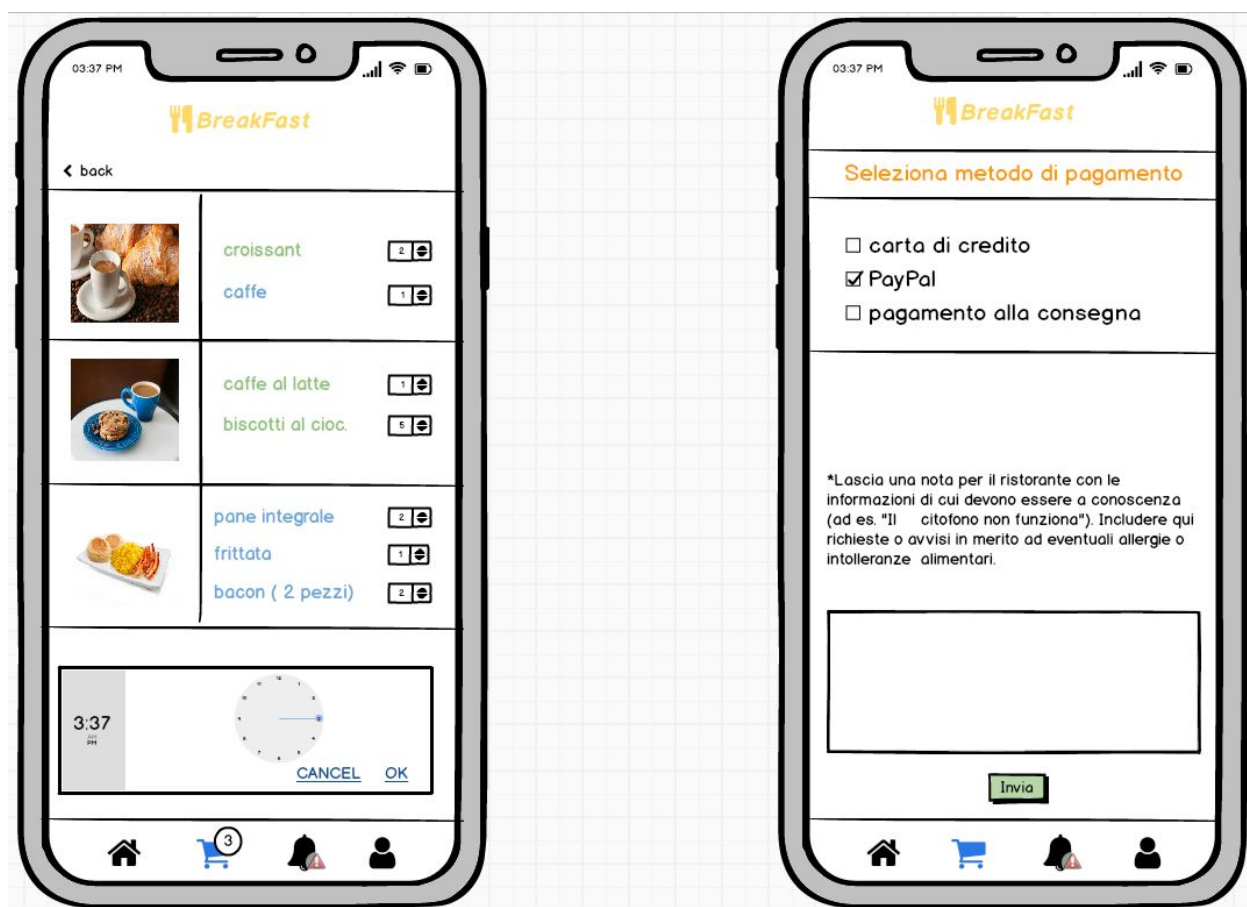 03:37 PM
BreakFast
back
croissant 2
caffe 1
caffe al latte 1
biscotti al cioc. 5
pane integrale 2
frittata 1
bacon ( 2 pezzi) 2
3:37
AM
PM
CANCEL OK
3
03:37 PM
BreakFast
Seleziona metodo di pagamento
carta di credito
PayPal
pagamento alla consegna
*Lascia una nota per il ristorante con le
informazioni di cui devono essere a conoscenza
(ad es. "Il citofono non funziona"). Includere qui
richieste o avvisi in merito ad eventuali allergie o
intolleranze alimentari.
Invia